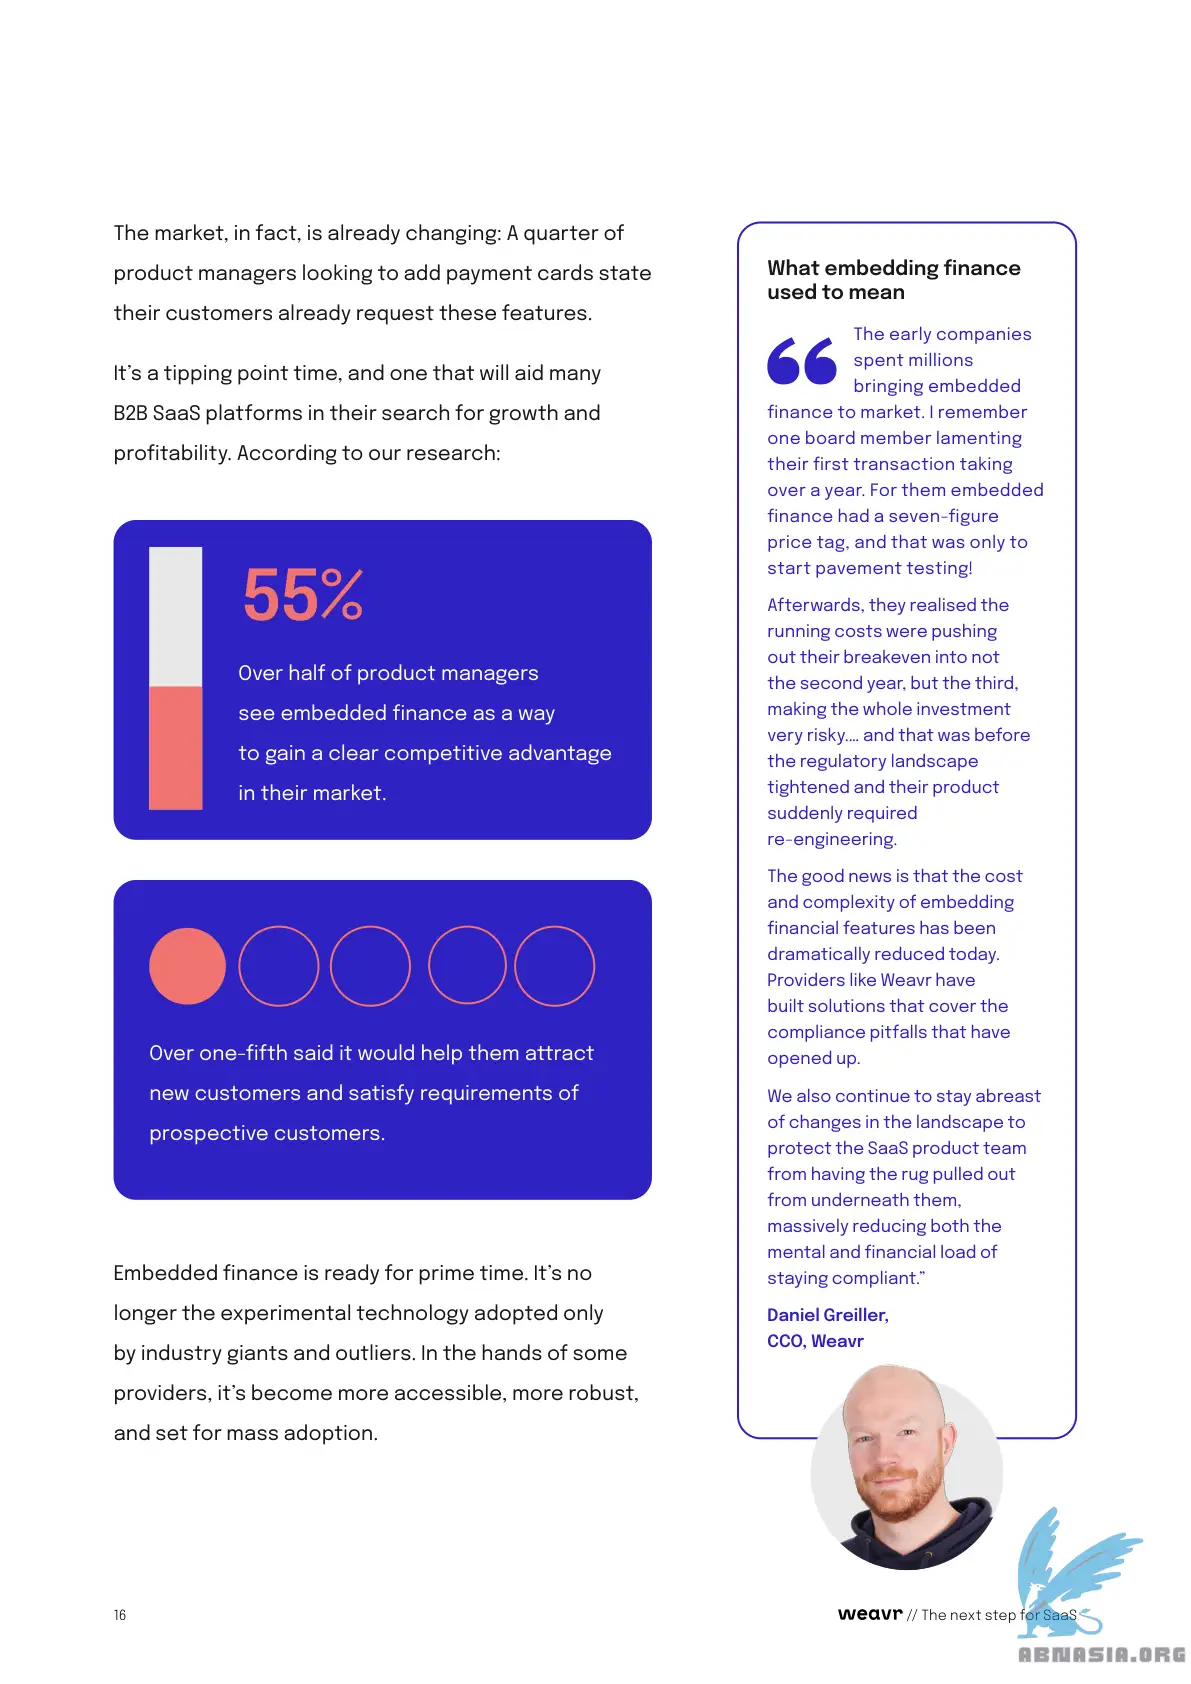 The market, in fact, is already changing: A quarter of
product managers looking to add payment cards state
their customers already request these features.
It's a tipping point time, and one that will aid many
B2B SaaS platforms in their search for growth and
profitability. According to our research:
55%
Over half of product managers
see embedded finance as a way
to gain a clear competitive advantage
in their market.
Over one-fifth said it would help them attract
new customers and satisfy requirements of
prospective customers.
Embedded finance is ready for prime time. It's no
longer the experimental technology adopted only
by industry giants and outliers. In the hands of some
providers, it's become more accessible, more robust,
and set for mass adoption.
What embedding finance
used to mean
“The early companies
spent millions
bringing embedded
finance to market. I remember
one board member lamenting
their first transaction taking
over a year. For them embedded
finance had a seven-figure
price tag, and that was only to
start pavement testing!
Afterwards, they realised the
running costs were pushing
out their breakeven into not
the second year, but the third,
making the whole investment
very risky.... and that was before
the regulatory landscape
tightened and their product
suddenly required
re-engineering.
The good news is that the cost
and complexity of embedding
financial features has been
dramatically reduced today.
Providers like Weavr have
built solutions that cover the
compliance pitfalls that have
opened up.
We also continue to stay abreast
of changes in the landscape to
protect the SaaS product team
from having the rug pulled out
from underneath them,
massively reducing both the
mental and financial load of
staying compliant.”
Daniel Greiller,
CCO, Weavr
16
weavr // The next step for SaaS
ABNASIA.ORG